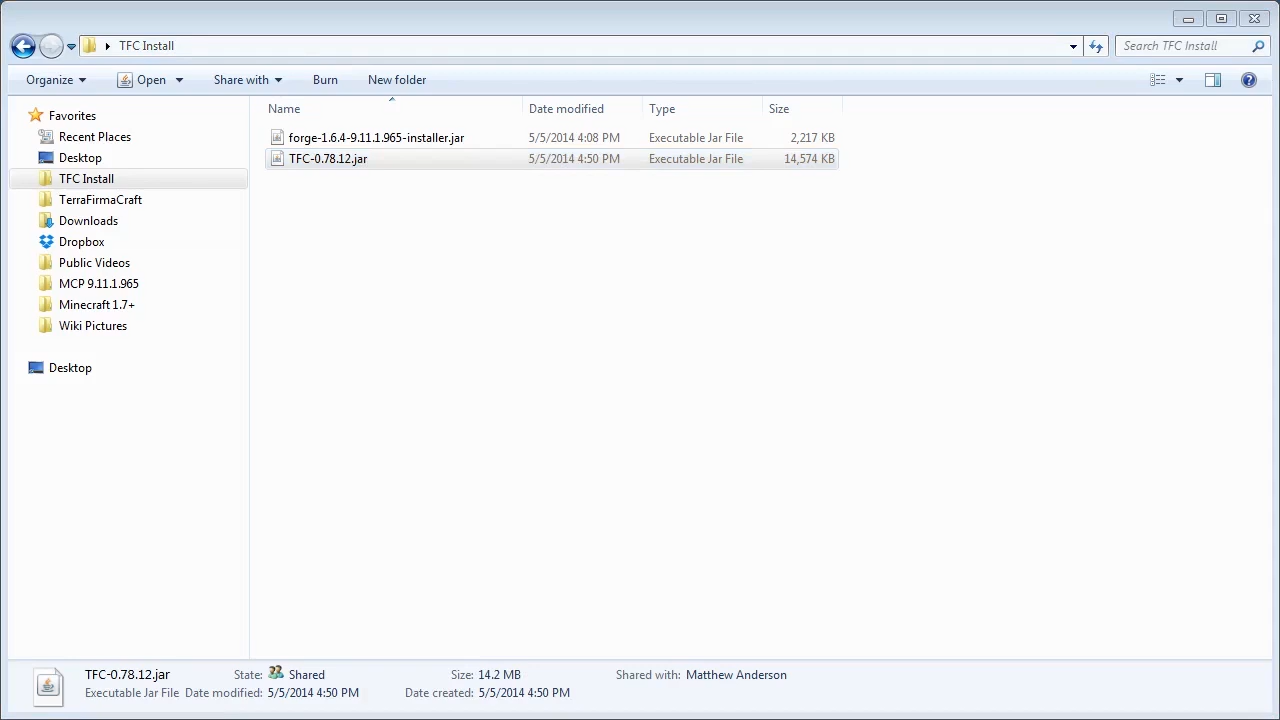 TFC Install
Search TFC Install
Organize Open Share with Burn New folder
Favorites
Recent Places
Desktop
TFC Install
TerraFirmaCraft
Downloads
Dropbox
Public Videos
MCP 9.11.1.965
Minecraft 1.7+
Wiki Pictures
Desktop
Name Date modified Type Size
forge-1.6.4-9.11.1.965-installer.jar 5/5/2014 4:08 PM Executable Jar File 2,217 KB
TFC-0.78.12.jar 5/5/2014 4:50 PM Executable Jar File 14,574 KB
TFC-0.78.12.jar State: Shared Size: 14.2 MB Shared with: Matthew Anderson
Executable Jar File Date modified: 5/5/2014 4:50 PM Date created: 5/5/2014 4:50 PM